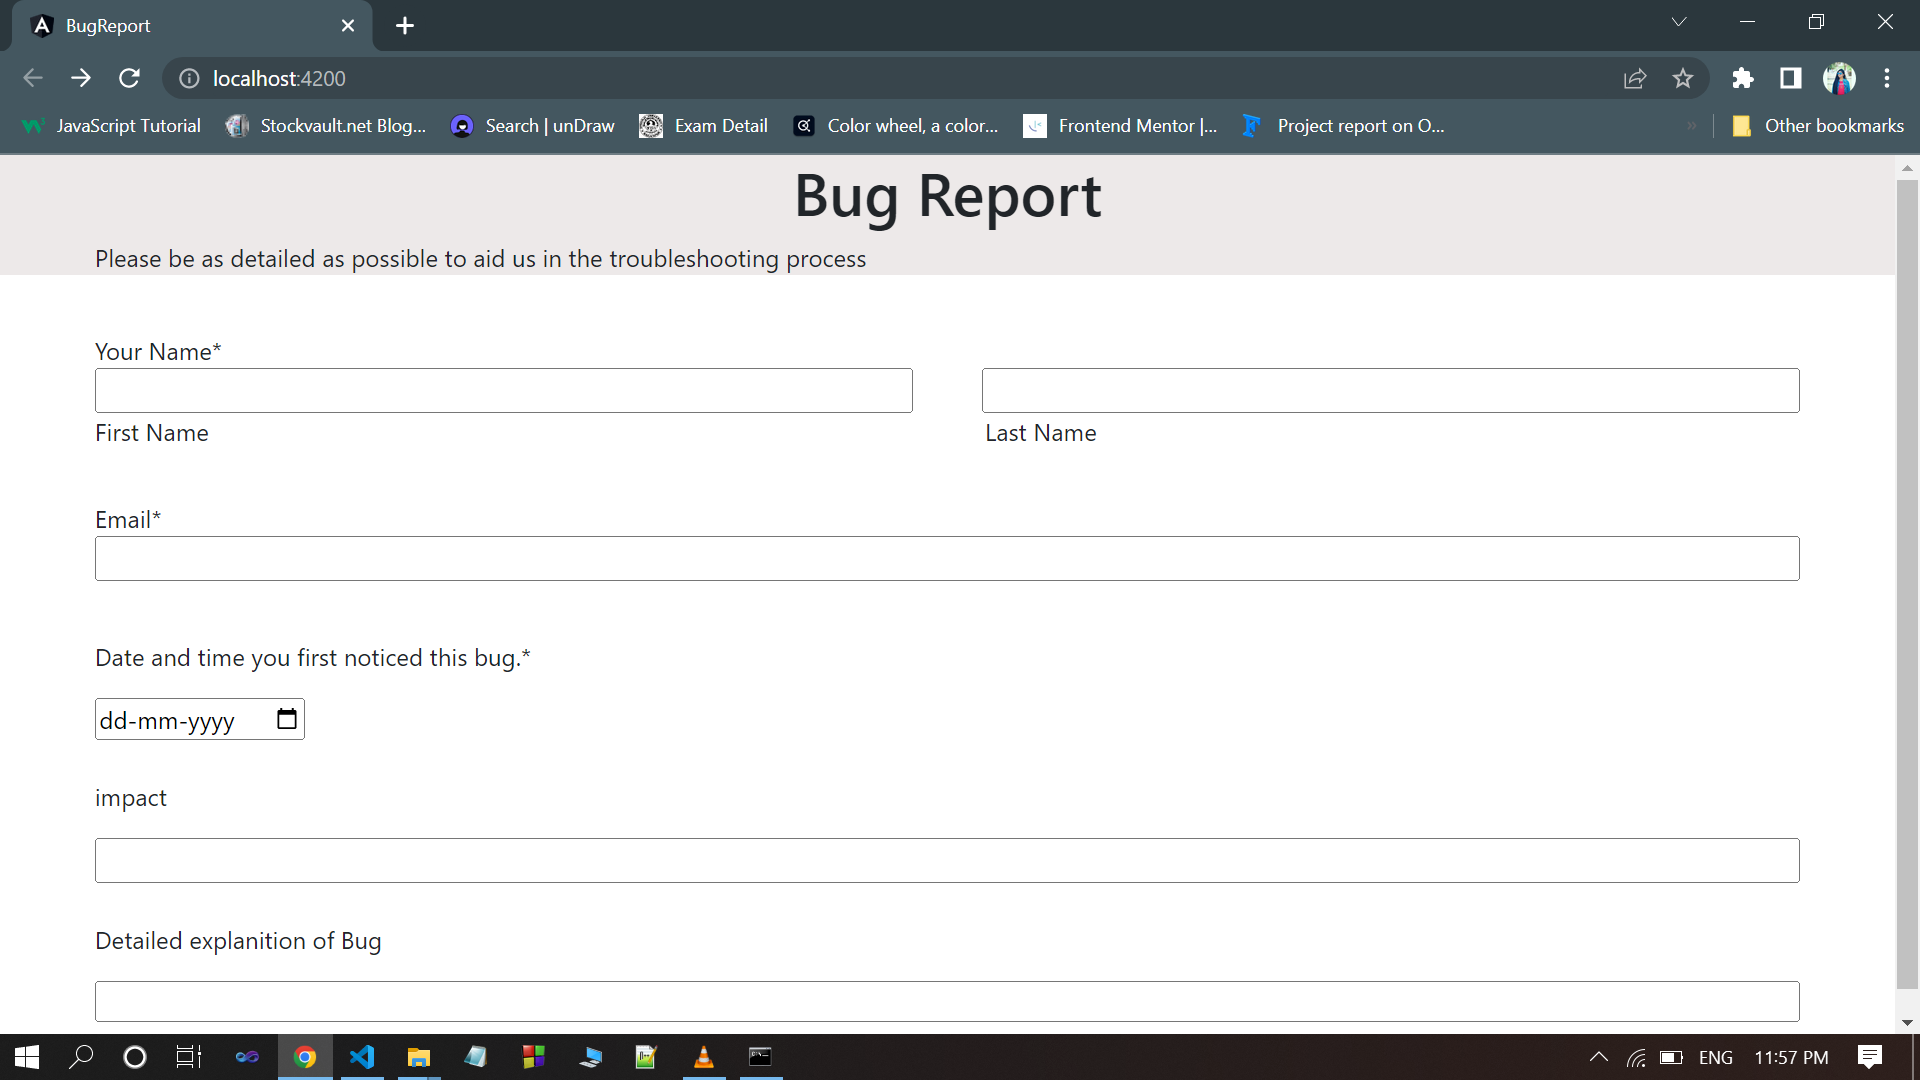 BugReport
localhost:4200
JavaScript Tutorial
Stockvault.net Blog...
Search | unDraw
Exam Detail
Color wheel, a color...
Frontend Mentor |...
Project report on O...
Other bookmarks
Bug Report
Please be as detailed as possible to aid us in the troubleshooting process
Your Name*
First Name
Last Name
Email*
Date and time you first noticed this bug.*
dd-mm-yyyy
impact
Detailed explanition of Bug
ENG
11:57 PM